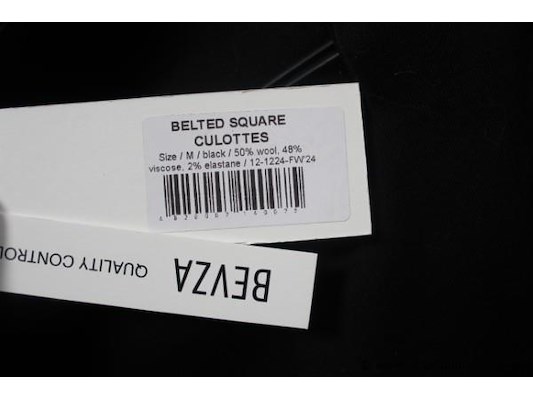 BELTED SQUARE
CULOTTES
Size / M / black / 50% wool, 48%
viscose, 2% elastane / 12-1224-FW'24
BEVZA
QUALITY CONTROL